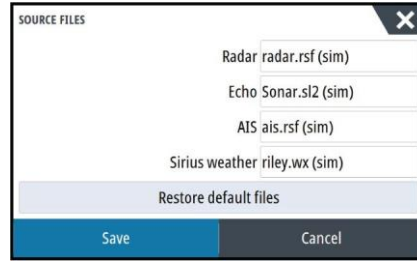 SOURCE FILES
Radar radar.rsf (sim)
Echo Sonar.sl2 (sim)
AIS ais.rsf (sim)
Sirius weather riley.wx (sim)
Restore default files
Save Cancel